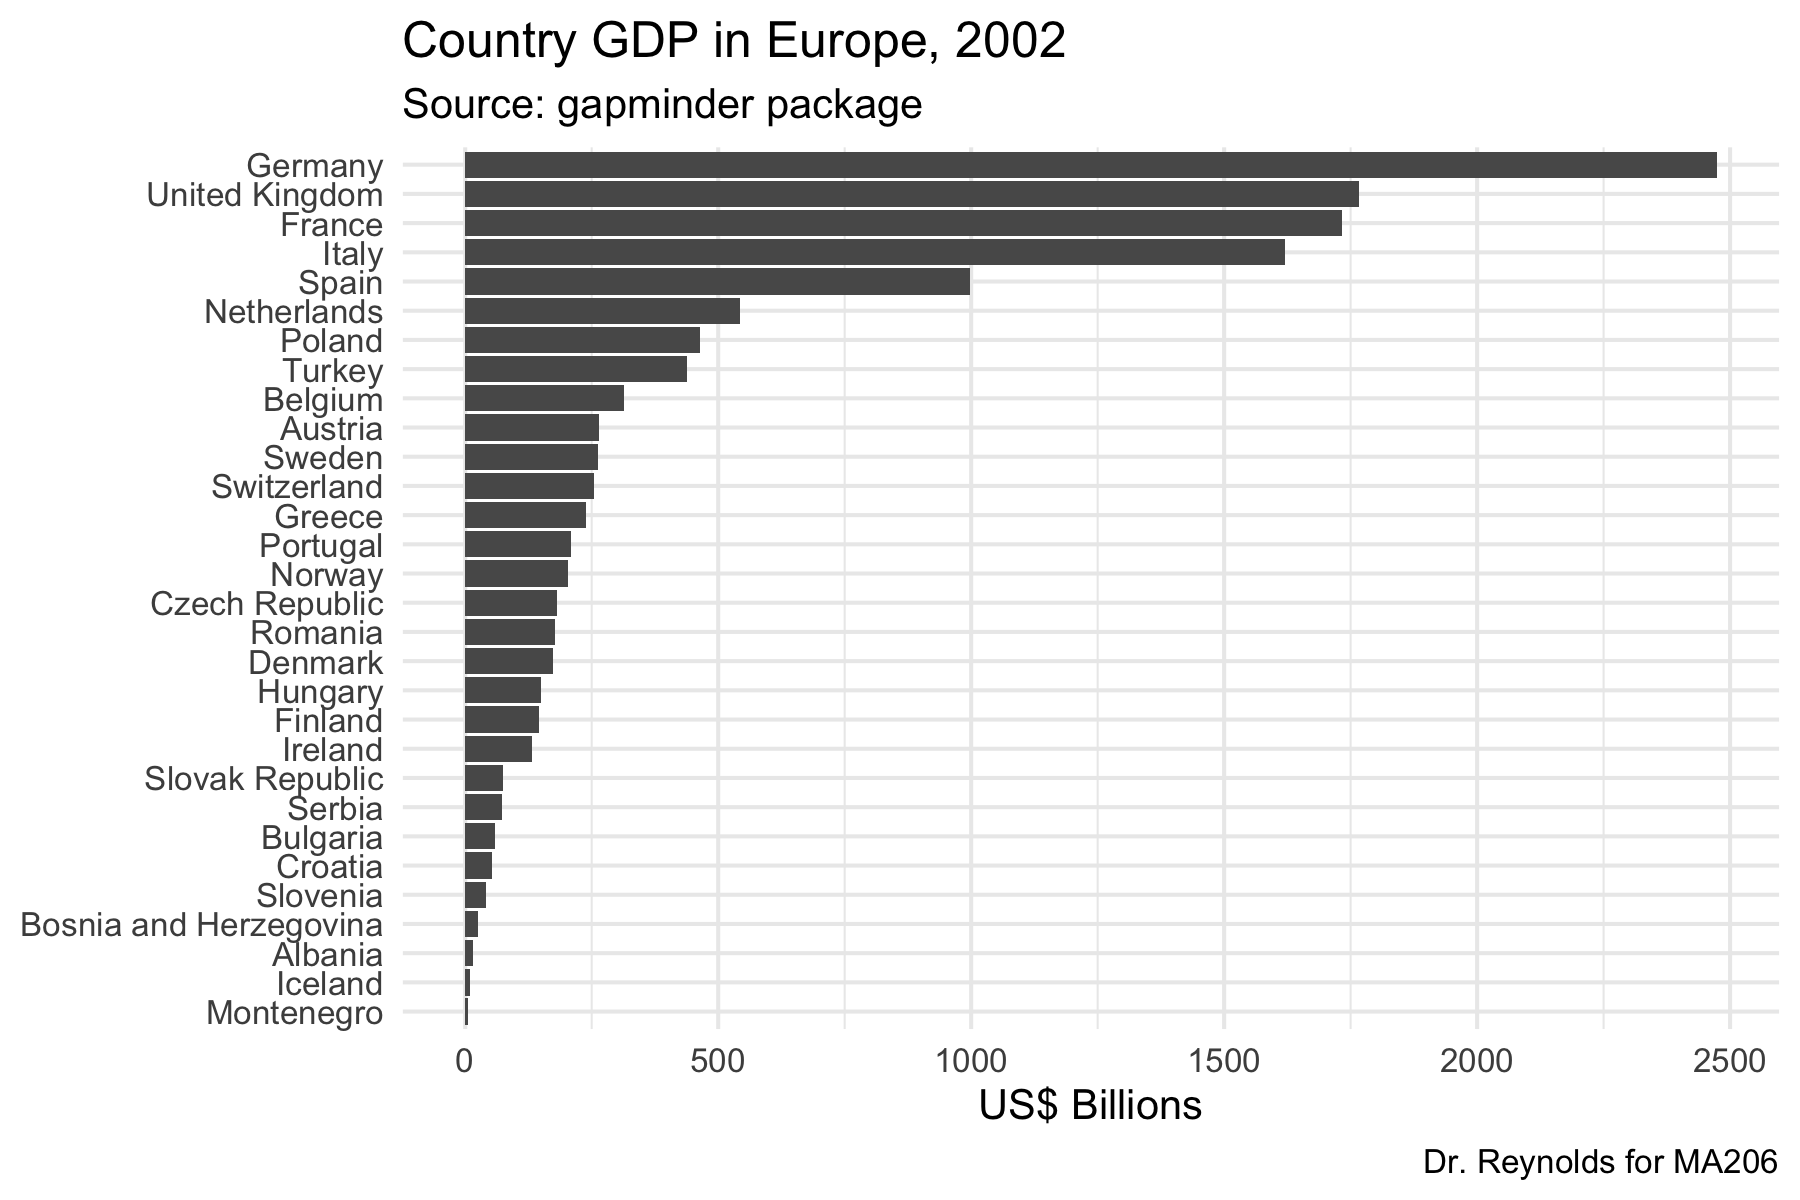 Country GDP in Europe, 2002
Source: gapminder package
Germany
United Kingdom
France
Italy
Spain
Netherlands
Poland
Turkey
Belgium
Austria
Sweden
Switzerland
Greece
Portugal
Norway
Czech Republic
Romania
Denmark
Hungary
Finland
Ireland
Slovak Republic
Serbia
Bulgaria
Croatia
Slovenia
Bosnia and Herzegovina
Albania
Iceland
Montenegro
0 500 1000 1500 2000 2500
US$ Billions
Dr. Reynolds for MA206